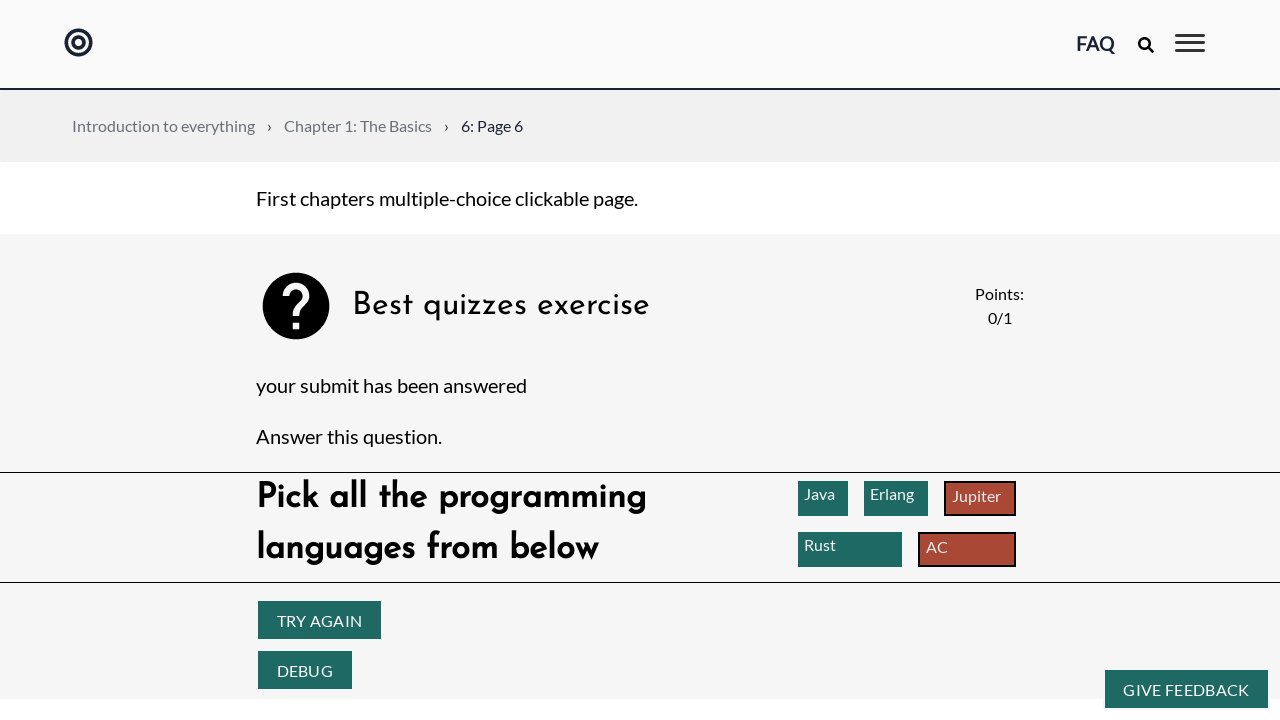 FAQ
Introduction to everything › Chapter 1: The Basics › 6: Page 6
First chapters multiple-choice clickable page.
Best quizzes exercise
Points:
0/1
your submit has been answered
Answer this question.
Pick all the programming
languages from below
Java Erlang Jupiter
Rust AC
TRY AGAIN
DEBUG
GIVE FEEDBACK